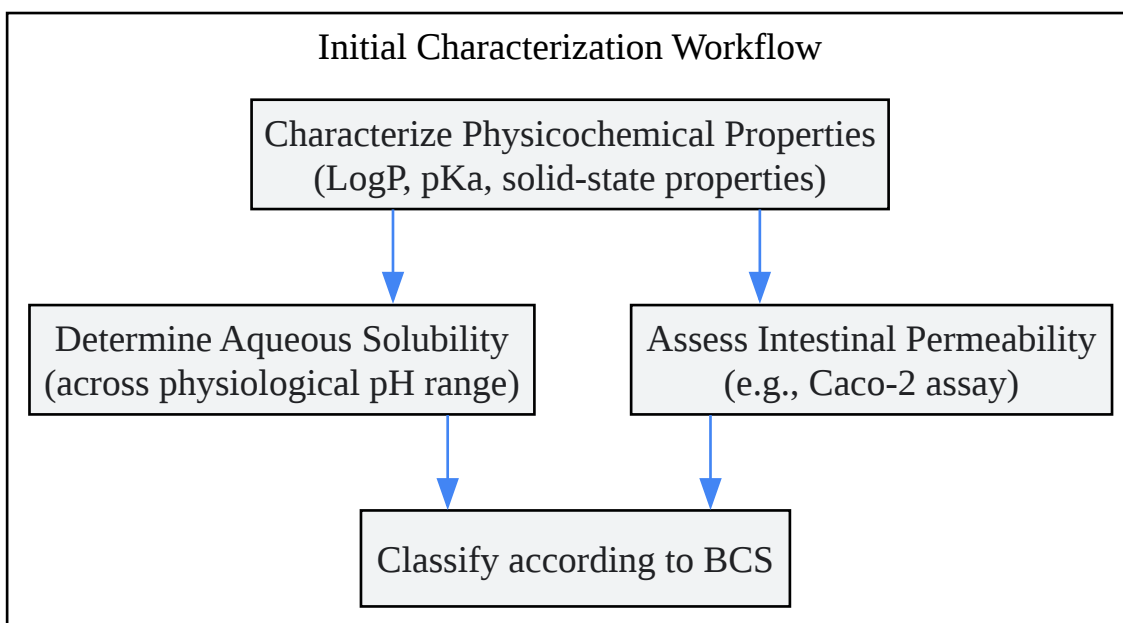 Initial Characterization Workflow
Characterize Physicochemical Properties
(LogP, pKa, solid-state properties)
Determine Aqueous Solubility
(across physiological pH range)
Assess Intestinal Permeability
(e.g., Caco-2 assay)
Classify according to BCS